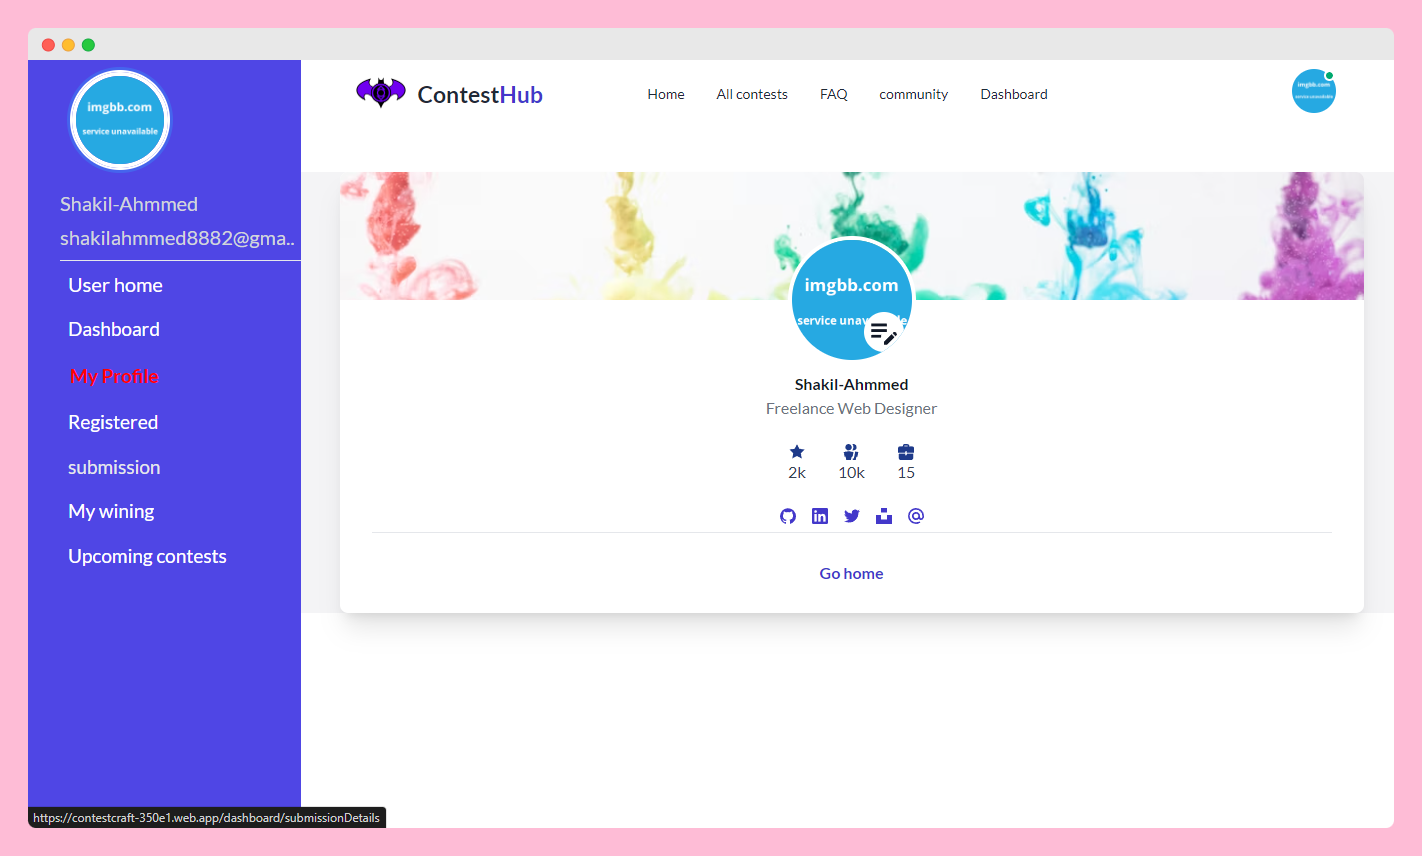 imgbb.com
service unavailable
Shakil-Ahmmed
shakilahmmed8882@gma..
User home
Dashboard
My Profile
Registered
submission
My wining
Upcoming contests
ContestHub
Home
All contests
FAQ
community
Dashboard
imgbb.com
service unavailable
imgbb.com
service
Shakil-Ahmmed
Freelance Web Designer
2k
10k
15
Go home
https://contestcraft-350e1.web.app/dashboard/submissionDetails